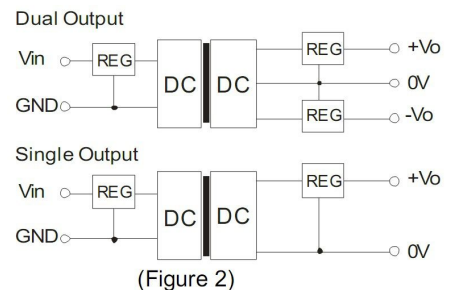 Dual Output
Vin REG DC DC REG +Vo
0V
GND REG -Vo
Single Output
Vin REG DC DC REG +Vo
GND 0V
(Figure 2)